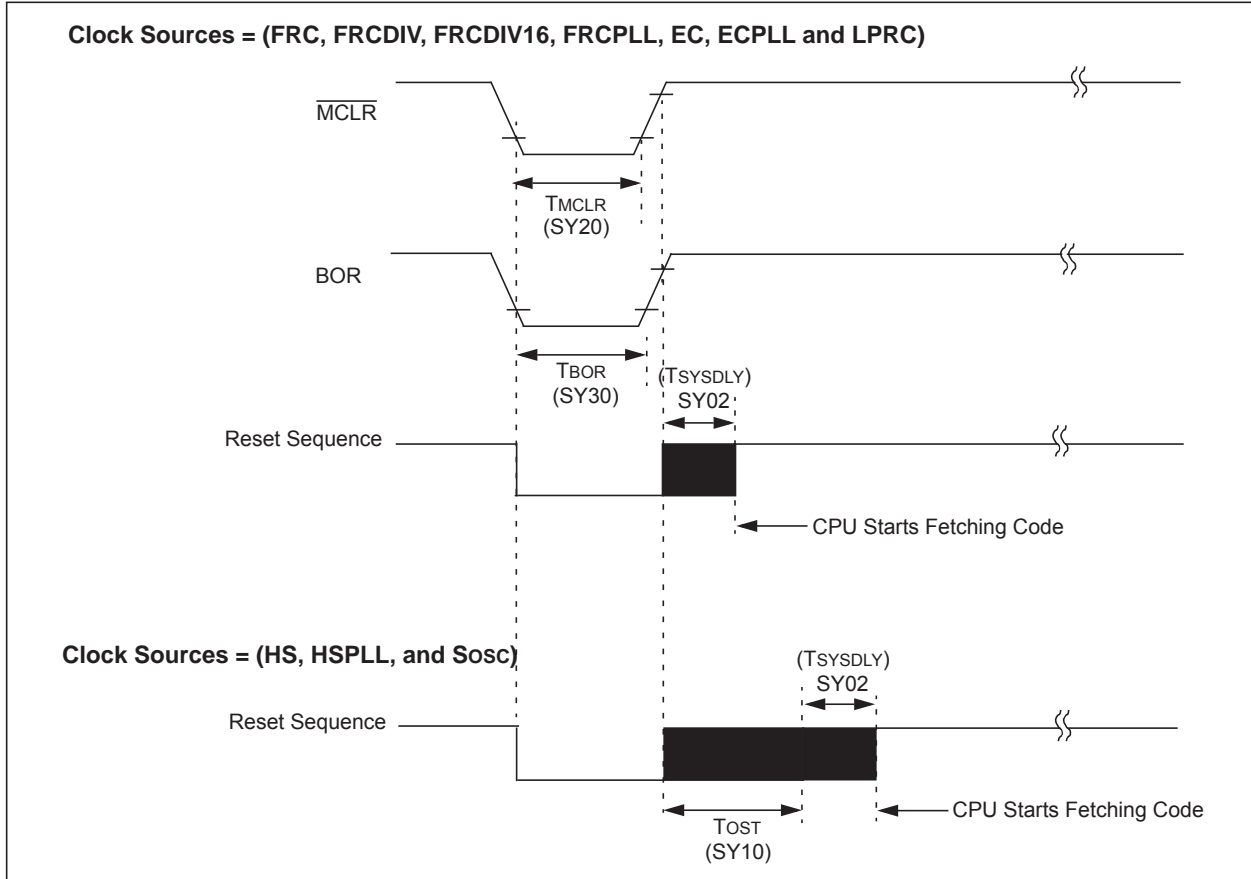 Clock Sources = (FRC, FRCDIV, FRCDIV16, FRCPLL, EC, ECPLL and LPRC)
MCLR
TMCLR
(SY20)
BOR
TBOR
(SY30)
(TSYSDLY)
SY02
Reset Sequence
CPU Starts Fetching Code
Clock Sources = (HS, HSPLL, and SOSC)
(TSYSDLY)
SY02
Reset Sequence
CPU Starts Fetching Code
TOST
(SY10)